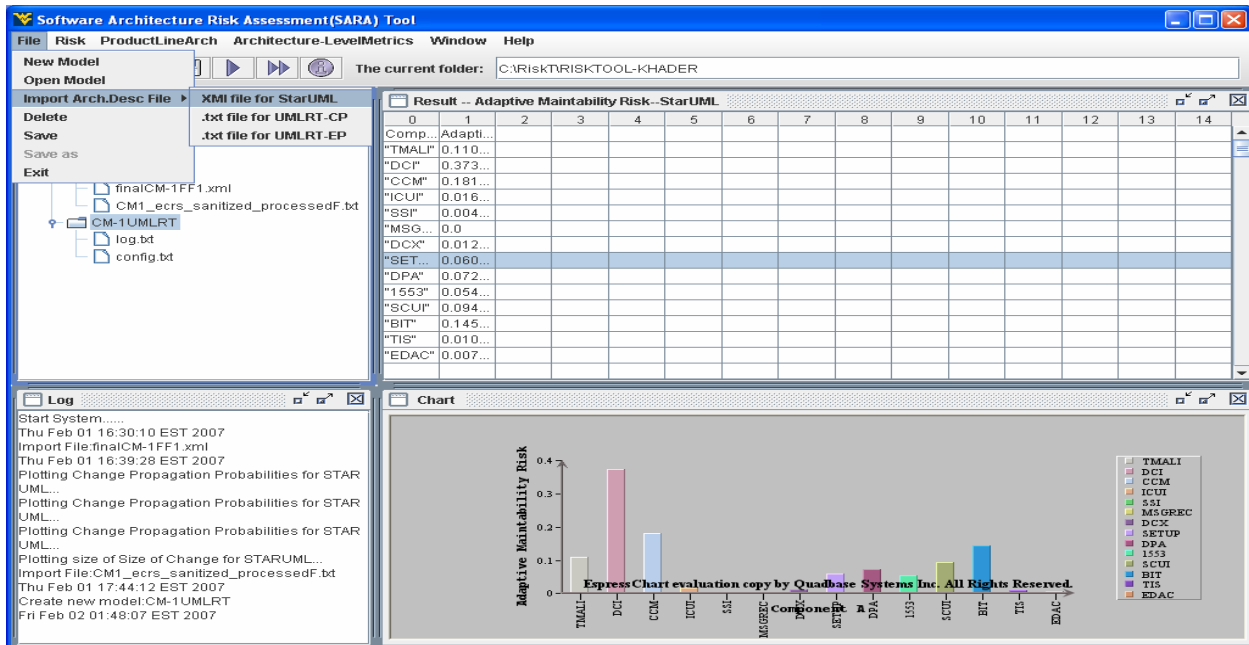 Software Architecture Risk Assessment(SARA) Tool
File Risk ProductLineArch Architecture-LevelMetrics Window Help
New Model
Open Model
Import Arch.Desc File
Delete
Save
Save as
Exit
XMI file for StarUML
.txt file for UMLRT-CP
.txt file for UMLRT-EP
The current folder: C:\RiskT\RISKTOOL-KHADER
finalCM-1FF1.xml
CM1_ecrs_sanitized_processedF.txt
CM-1UMLRT
log.txt
config.txt
Result -- Adaptive Maintability Risk--StarUML
0 1 2 3 4 5 6 7 8 9 10 11 12 13 14
Comp... Adapti...
"TMALI" 0.110...
"DCI" 0.373...
"CCM" 0.181...
"ICUI" 0.016...
"SSI" 0.004...
"MSG... 0.0
"DCX" 0.012...
"SET... 0.060...
"DPA" 0.072...
"1553" 0.054...
"SCUI" 0.094...
"BIT" 0.145...
"TIS" 0.010...
"EDAC" 0.007...
Log
Start System......
Thu Feb 01 16:30:10 EST 2007
Import File:finalCM-1FF1.xml
Thu Feb 01 16:39:28 EST 2007
Plotting Change Propagation Probabilities for STAR
UML...
Plotting Change Propagation Probabilities for STAR
UML...
Plotting Change Propagation Probabilities for STAR
UML...
Plotting size of Size of Change for STARUML...
Import File:CM1_ecrs_sanitized_processedF.txt
Thu Feb 01 17:44:12 EST 2007
Create new model:CM-1UMLRT
Fri Feb 02 01:48:07 EST 2007
Chart
Adaptive Maintability Risk
0.4
0.3
0.2
0.1
0
EspressChart evaluation copy by Quadbase Systems Inc. All Rights Reserved.
TMALI DCI CCM ICUI SSI MSGREC DCX SETUP DPA 1553 SCUI BIT TIS EDAC
Component A
TMALI
DCI
CCM
ICUI
SSI
MSGREC
DCX
SETUP
DPA
1553
SCUI
BIT
TIS
EDAC